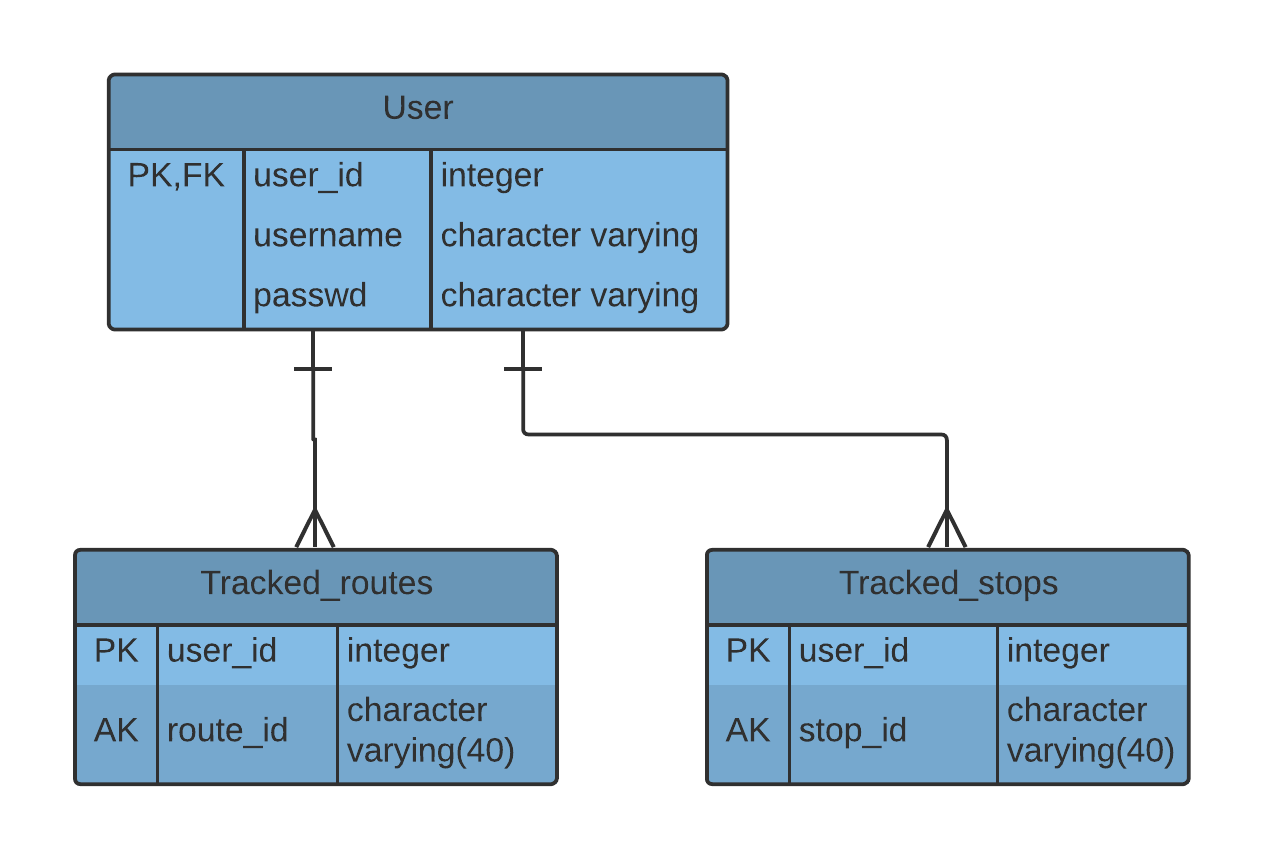 User
PK,FK user_id integer
username character varying
passwd character varying
Tracked_routes
PK user_id integer
AK route_id character
varying(40)
Tracked_stops
PK user_id integer
AK stop_id character
varying(40)